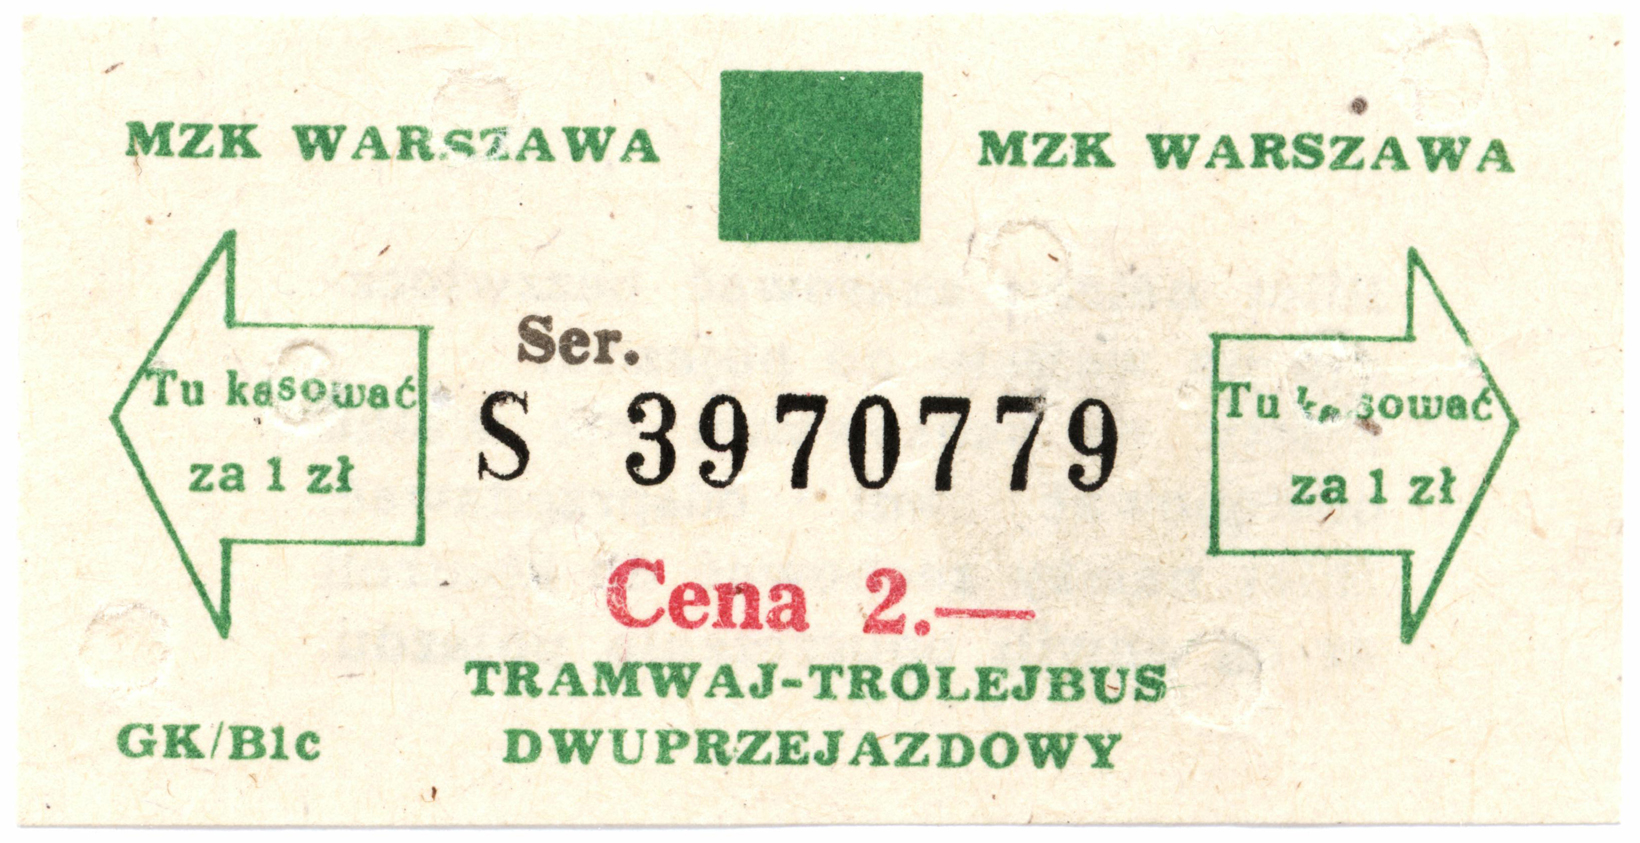 MZK WARSZAWA
MZK WARSZAWA
Ser.
S 3970779
Tu kasować
za 1 zł
Tu kasować
za 1 zł
Cena 2.—
TRAMWAJ-TROLEJBUS
DWUPRZEJAZDOWY
GK/B1c